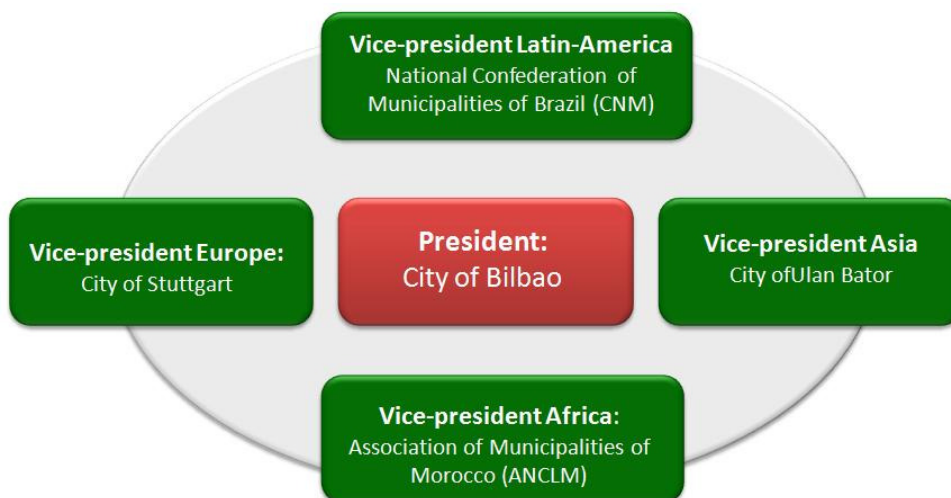 Vice-president Latin-America
National Confederation of
Municipalities of Brazil (CNM)
Vice-president Europe:
City of Stuttgart
President:
City of Bilbao
Vice-president Asia
City ofUlan Bator
Vice-president Africa:
Association of Municipalities of
Morocco (ANCLM)